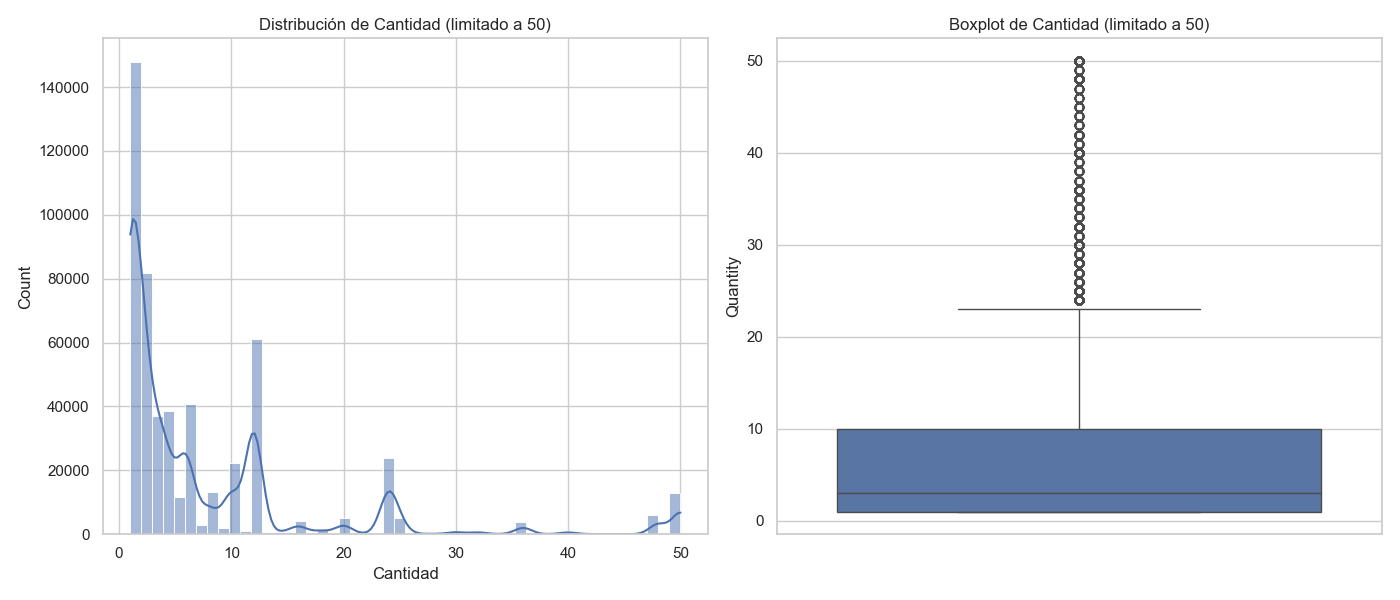 Distribución de Cantidad (limitado a 50)
140000
120000
100000
80000
60000
40000
20000
0
Count
0 10 20 30 40 50
Cantidad
Boxplot de Cantidad (limitado a 50)
50
40
30
20
10
0
Quantity